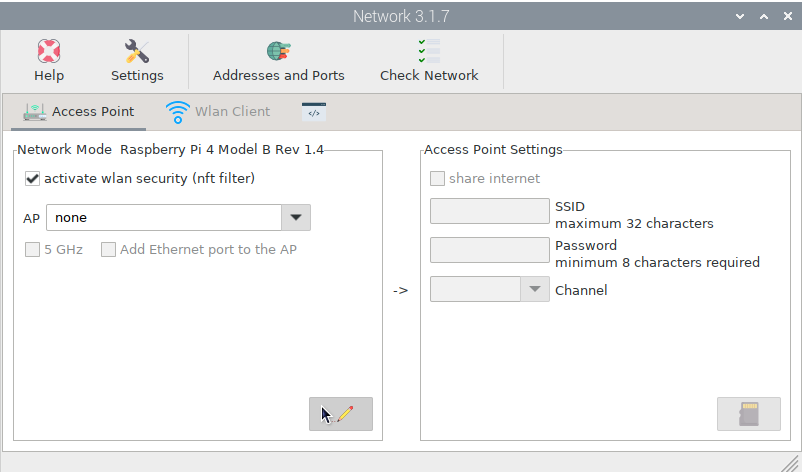 Network 3.1.7
Help
Settings
Addresses and Ports
Check Network
Access Point
Wlan Client
</>
Network Mode  Raspberry Pi 4 Model B Rev 1.4
activate wlan security (nft filter)
AP none
5 GHz
Add Ethernet port to the AP
->
Access Point Settings
share internet
SSID
maximum 32 characters
Password
minimum 8 characters required
Channel